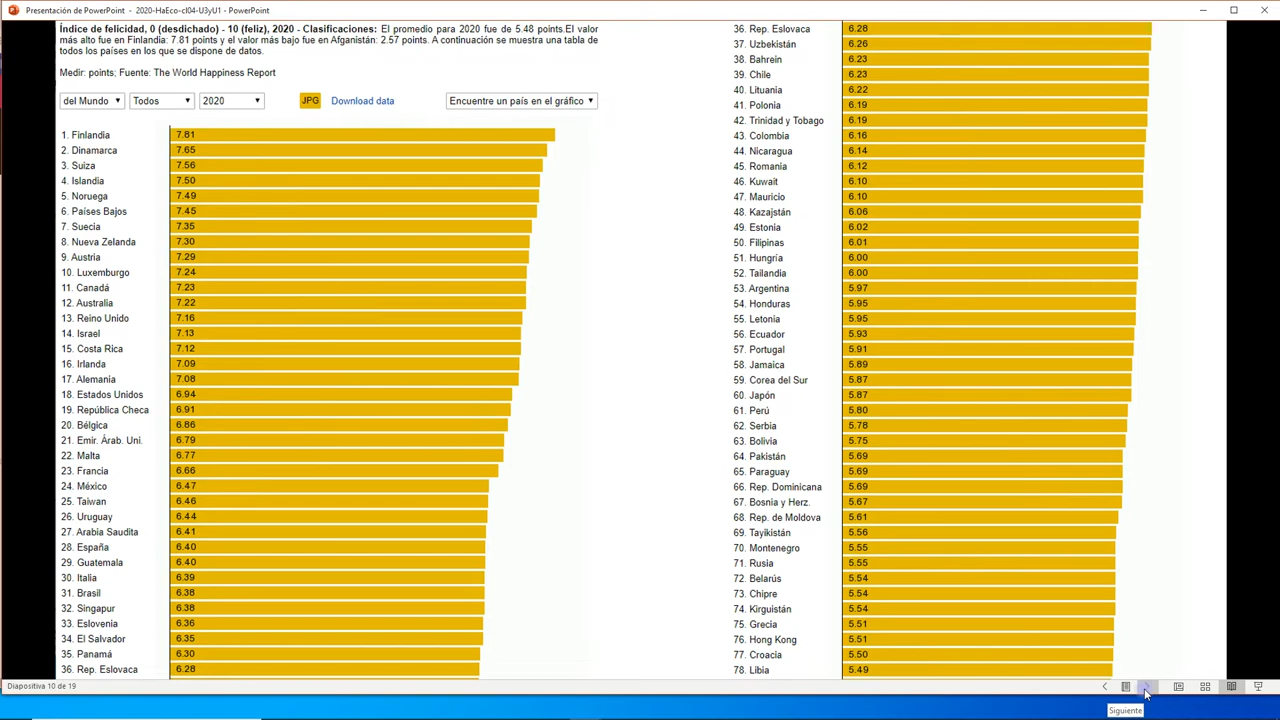 Presentación de PowerPoint - 2020-HaEco-cl04-U3yU1 - PowerPoint
Índice de felicidad, 0 (desdichado) - 10 (feliz), 2020 - Clasificaciones: El promedio para 2020 fue de 5.48 points.El valor
más alto fue en Finlandia: 7.81 points y el valor más bajo fue en Afganistán: 2.57 points. A continuación se muestra una tabla de
todos los países en los que se dispone de datos.
Medir: points; Fuente: The World Happiness Report
del Mundo Todos 2020 JPG Download data Encuentre un país en el gráfico
1. Finlandia 7.81
2. Dinamarca 7.65
3. Suiza 7.56
4. Islandia 7.50
5. Noruega 7.49
6. Países Bajos 7.45
7. Suecia 7.35
8. Nueva Zelanda 7.30
9. Austria 7.29
10. Luxemburgo 7.24
11. Canadá 7.23
12. Australia 7.22
13. Reino Unido 7.16
14. Israel 7.13
15. Costa Rica 7.12
16. Irlanda 7.09
17. Alemania 7.08
18. Estados Unidos 6.94
19. República Checa 6.91
20. Bélgica 6.86
21. Emir. Árab. Uni. 6.79
22. Malta 6.77
23. Francia 6.66
24. México 6.47
25. Taiwan 6.46
26. Uruguay 6.44
27. Arabia Saudita 6.41
28. España 6.40
29. Guatemala 6.40
30. Italia 6.39
31. Brasil 6.38
32. Singapur 6.38
33. Eslovenia 6.36
34. El Salvador 6.35
35. Panamá 6.30
36. Rep. Eslovaca 6.28
36. Rep. Eslovaca 6.28
37. Uzbekistán 6.26
38. Bahrein 6.23
39. Chile 6.23
40. Lituania 6.22
41. Polonia 6.19
42. Trinidad y Tobago 6.19
43. Colombia 6.16
44. Nicaragua 6.14
45. Romania 6.12
46. Kuwait 6.10
47. Mauricio 6.10
48. Kazajstán 6.06
49. Estonia 6.02
50. Filipinas 6.01
51. Hungría 6.00
52. Tailandia 6.00
53. Argentina 5.97
54. Honduras 5.95
55. Letonia 5.95
56. Ecuador 5.93
57. Portugal 5.91
58. Jamaica 5.89
59. Corea del Sur 5.87
60. Japón 5.87
61. Perú 5.80
62. Serbia 5.78
63. Bolivia 5.75
64. Pakistán 5.69
65. Paraguay 5.69
66. Rep. Dominicana 5.69
67. Bosnia y Herz. 5.67
68. Rep. de Moldova 5.61
69. Tayikistán 5.56
70. Montenegro 5.55
71. Rusia 5.55
72. Belarús 5.54
73. Chipre 5.54
74. Kirguistán 5.54
75. Grecia 5.51
76. Hong Kong 5.51
77. Croacia 5.50
78. Libia 5.49
Diapositiva 10 de 19
Siguiente